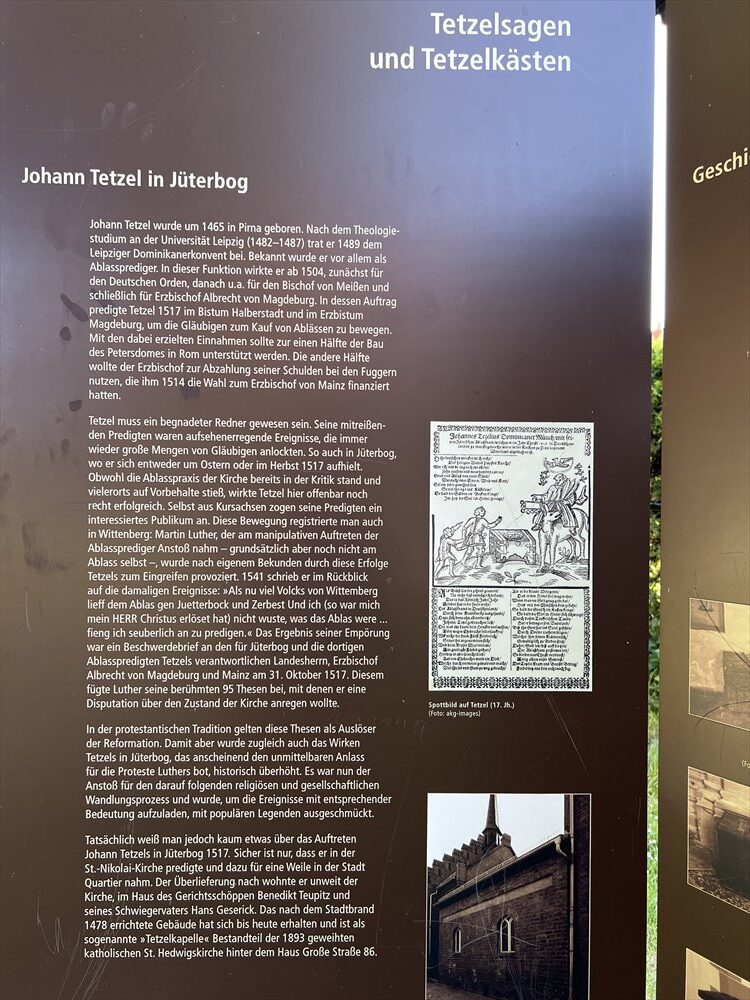 Tetzelsagen
und Tetzelkästen
Johann Tetzel in Jüterbog
Johann Tetzel wurde um 1465 in Pirna geboren. Nach dem Theologie-
studium an der Universität Leipzig (1482–1487) trat er 1489 dem
Leipziger Dominikanerkonvent bei. Bekannt wurde er vor allem als
Ablassprediger. In dieser Funktion wirkte er ab 1504, zunächst für
den Deutschen Orden, danach u.a. für den Bischof von Meißen und
schließlich für Erzbischof Albrecht von Magdeburg. In dessen Auftrag
predigte Tetzel 1517 im Bistum Halberstadt und im Erzbistum
Magdeburg, um die Gläubigen zum Kauf von Ablässen zu bewegen.
Mit den dabei erzielten Einnahmen sollte zur einen Hälfte der Bau
des Petersdomes in Rom unterstützt werden. Die andere Hälfte
wollte der Erzbischof zur Abzahlung seiner Schulden bei den Fuggern
nutzen, die ihm 1514 die Wahl zum Erzbischof von Mainz finanziert
hatten.
Tetzel muss ein begnadeter Redner gewesen sein. Seine mitreißen-
den Predigten waren aufsehenerregende Ereignisse, die immer
wieder große Mengen von Gläubigen anlockten. So auch in Jüterbog,
wo er sich entweder um Ostern oder im Herbst 1517 aufhielt.
Obwohl die Ablasspraxis der Kirche bereits in der Kritik stand und
vielerorts auf Vorbehalte stieß, wirkte Tetzel hier offenbar noch
recht erfolgreich. Selbst aus Kursachsen zogen seine Predigten ein
interessiertes Publikum an. Diese Bewegung registrierte man auch
in Wittenberg: Martin Luther, der am manipulativen Auftreten der
Ablassprediger Anstoß nahm – grundsätzlich aber noch nicht am
Ablass selbst –, wurde nach eigenem Bekunden durch diese Erfolge
Tetzels zum Eingreifen provoziert. 1541 schrieb er im Rückblick
auf die damaligen Ereignisse: »Als nu viel Volcks von Wittemberg
lieff dem Ablas gen Juetterbock und Zerbest Und ich (so war mich
mein HERR Christus erlöset hat) nicht wuste, was das Ablas were ...
fieng ich seuberlich an zu predigen.« Das Ergebnis seiner Empörung
war ein Beschwerdebrief an den für Jüterbog und die dortigen
Ablasspredigten Tetzels verantwortlichen Landesherrn, Erzbischof
Albrecht von Magdeburg und Mainz am 31. Oktober 1517. Diesem
fügte Luther seine berühmten 95 Thesen bei, mit denen er eine
Disputation über den Zustand der Kirche anregen wollte.
In der protestantischen Tradition gelten diese Thesen als Auslöser
der Reformation. Damit aber wurde zugleich auch das Wirken
Tetzels in Jüterbog, das anscheinend den unmittelbaren Anlass
für die Proteste Luthers bot, historisch überhöht. Es war nun der
Anstoß für den darauf folgenden religiösen und gesellschaftlichen
Wandlungsprozess und wurde, um die Ereignisse mit entsprechender
Bedeutung aufzuladen, mit populären Legenden ausgeschmückt.
Tatsächlich weiß man jedoch kaum etwas über das Auftreten
Johann Tetzels in Jüterbog 1517. Sicher ist nur, dass er in der
St.-Nikolai-Kirche predigte und dazu für eine Weile in der Stadt
Quartier nahm. Der Überlieferung nach wohnte er unweit der
Kirche, im Haus des Gerichtsschöppen Benedikt Teupitz und
seines Schwiegervaters Hans Geserick. Das nach dem Stadtbrand
1478 errichtete Gebäude hat sich bis heute erhalten und ist als
sogenannte »Tetzelkapelle« Bestandteil der 1893 geweihten
katholischen St. Hedwigskirche hinter dem Haus Große Straße 86.
Johannes Tezelius Dominicaner Münch mit sei-
Spottbild auf Tetzel (17. Jh.)
(Foto: akg-images)
Geschi
(Fo